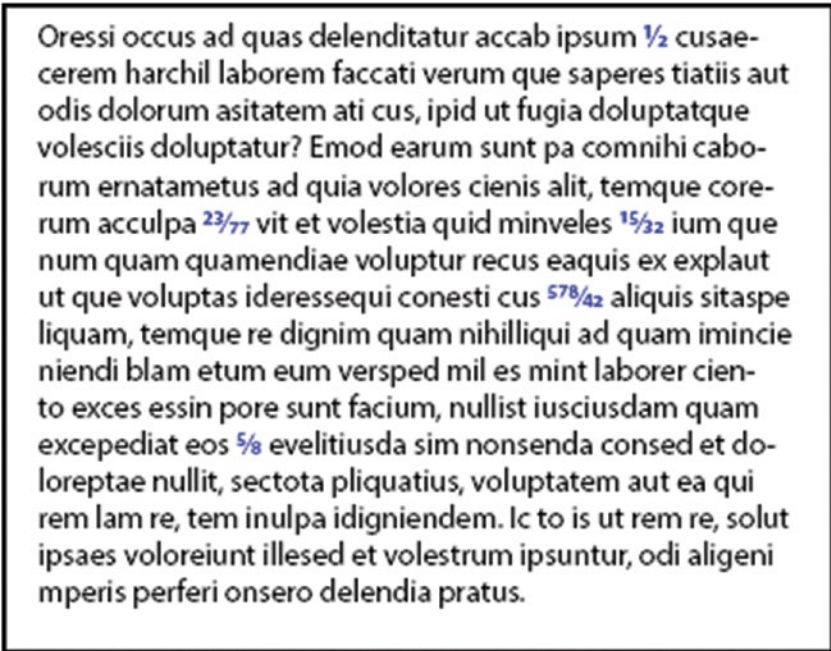 Oressi occus ad quas delenditatur accab ipsum 1/2 cusae-
cerem harchil laborem faccati verum que saperes tiatiis aut
odis dolorum asitatem ati cus, ipid ut fugia doluptatque
volesciis doluptatur? Emod earum sunt pa comnihi cabo-
rum ernatametus ad quia volores cienis alit, temque core-
rum acculpa 23/77 vit et volestia quid minveles 15/32 ium que
num quam quamendiae voluptur recus eaquis ex explaut
ut que voluptas ideressequi conesti cus 578/42 aliquis sitaspe
liquam, temque re dignim quam nihilliqui ad quam imincie
niendi blam etum eum versped mil es mint laborer cien-
to exces essin pore sunt facium, nullist iusciusdam quam
excepediat eos 5/8 evelitiusda sim nonsenda consed et do-
loreptae nullit, sectota pliquatius, voluptatem aut ea qui
rem lam re, tem inulpa idigniendem. Ic to is ut rem re, solut
ipsaes voloreiunt illesed et volestrum ipsuntur, odi aligeni
mperis perferi onsero delendia pratus.